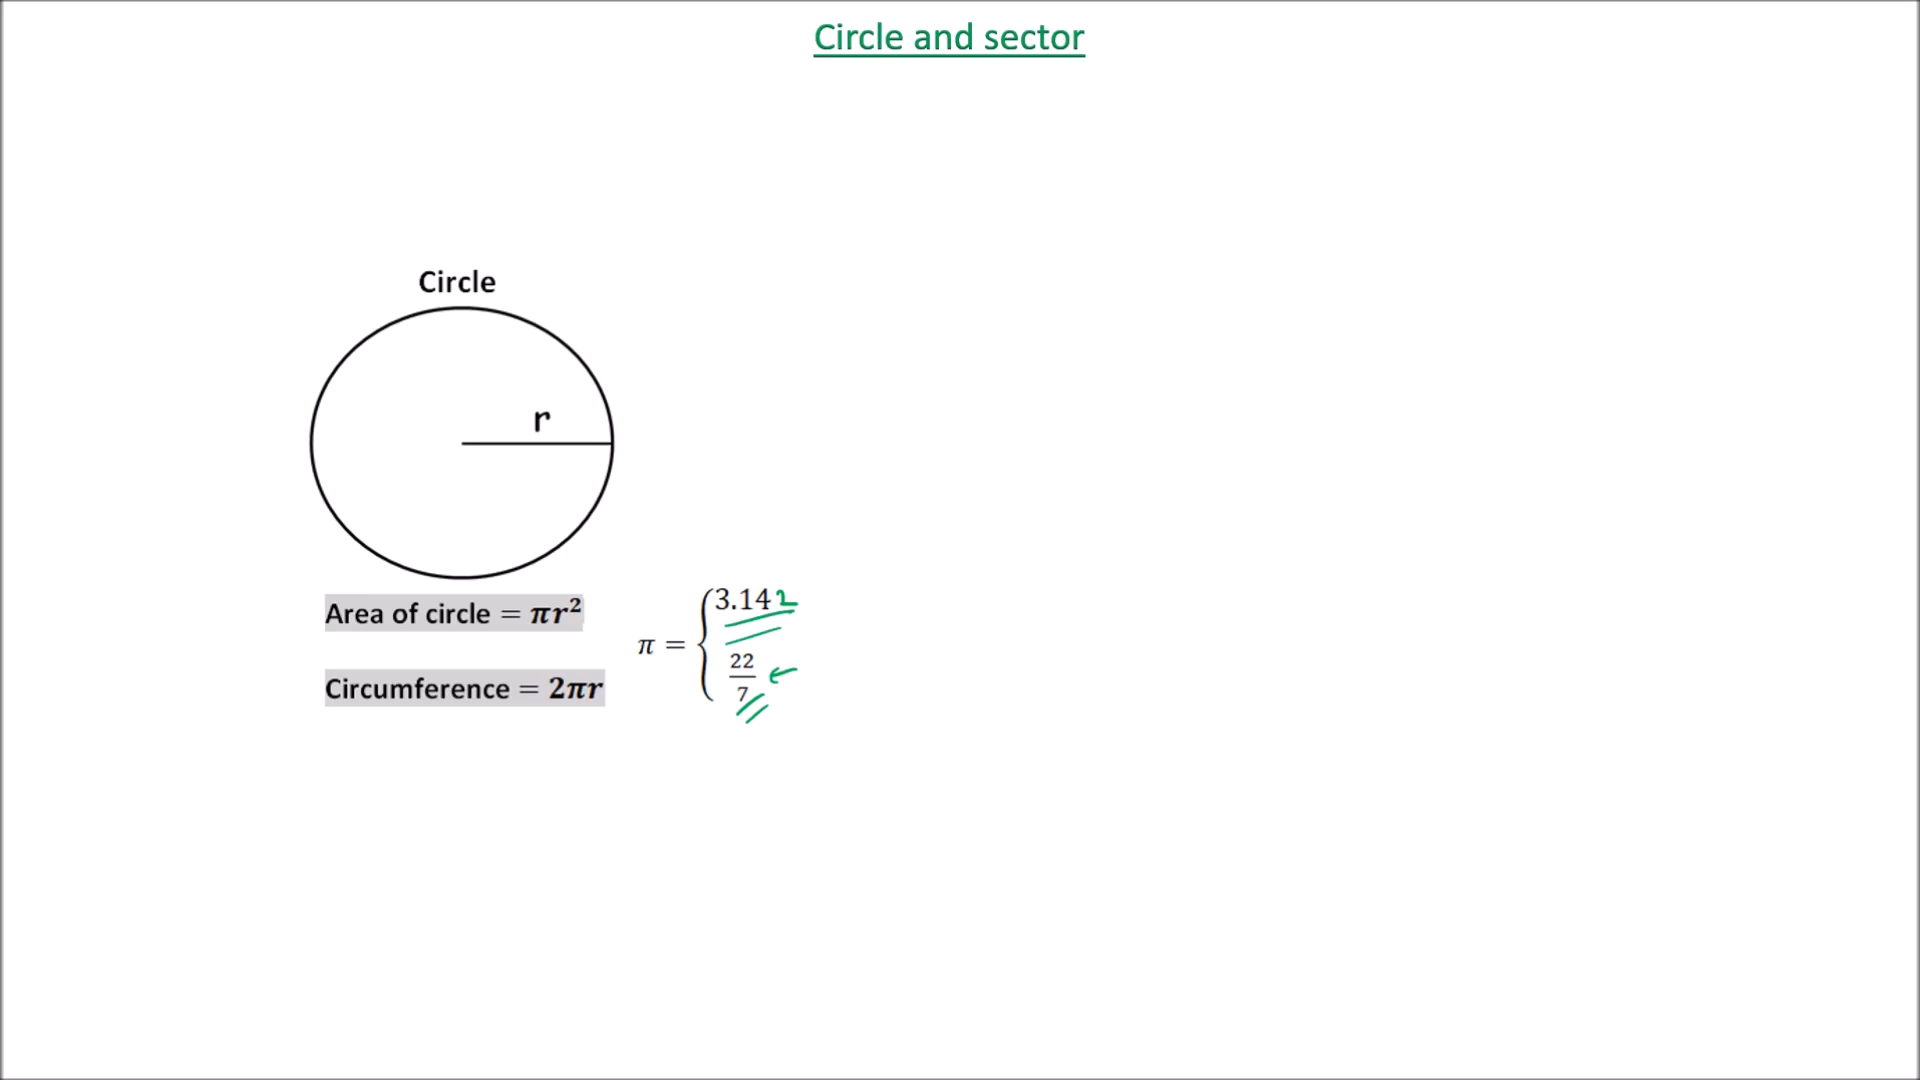 Circle and sector
Circle
r
Area of circle = πr²
Circumference = 2πr
π = { 3.142
22/7 ←